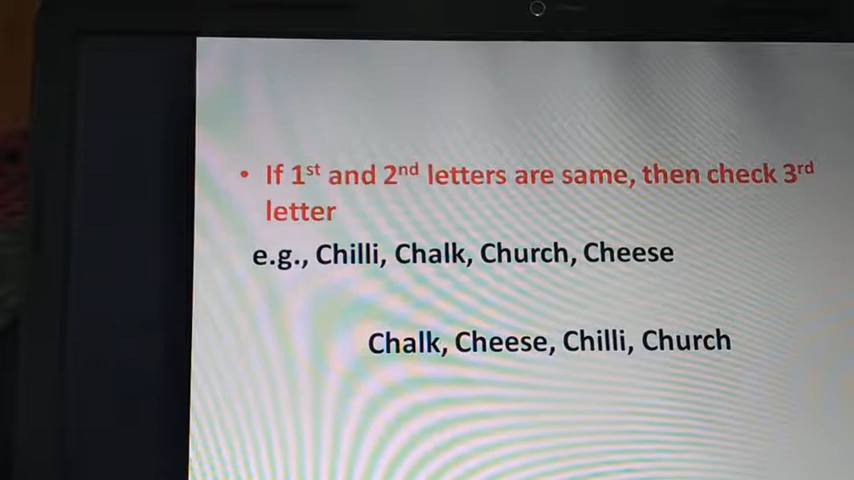 • If 1st and 2nd letters are same, then check 3rd
letter
e.g., Chilli, Chalk, Church, Cheese
Chalk, Cheese, Chilli, Church